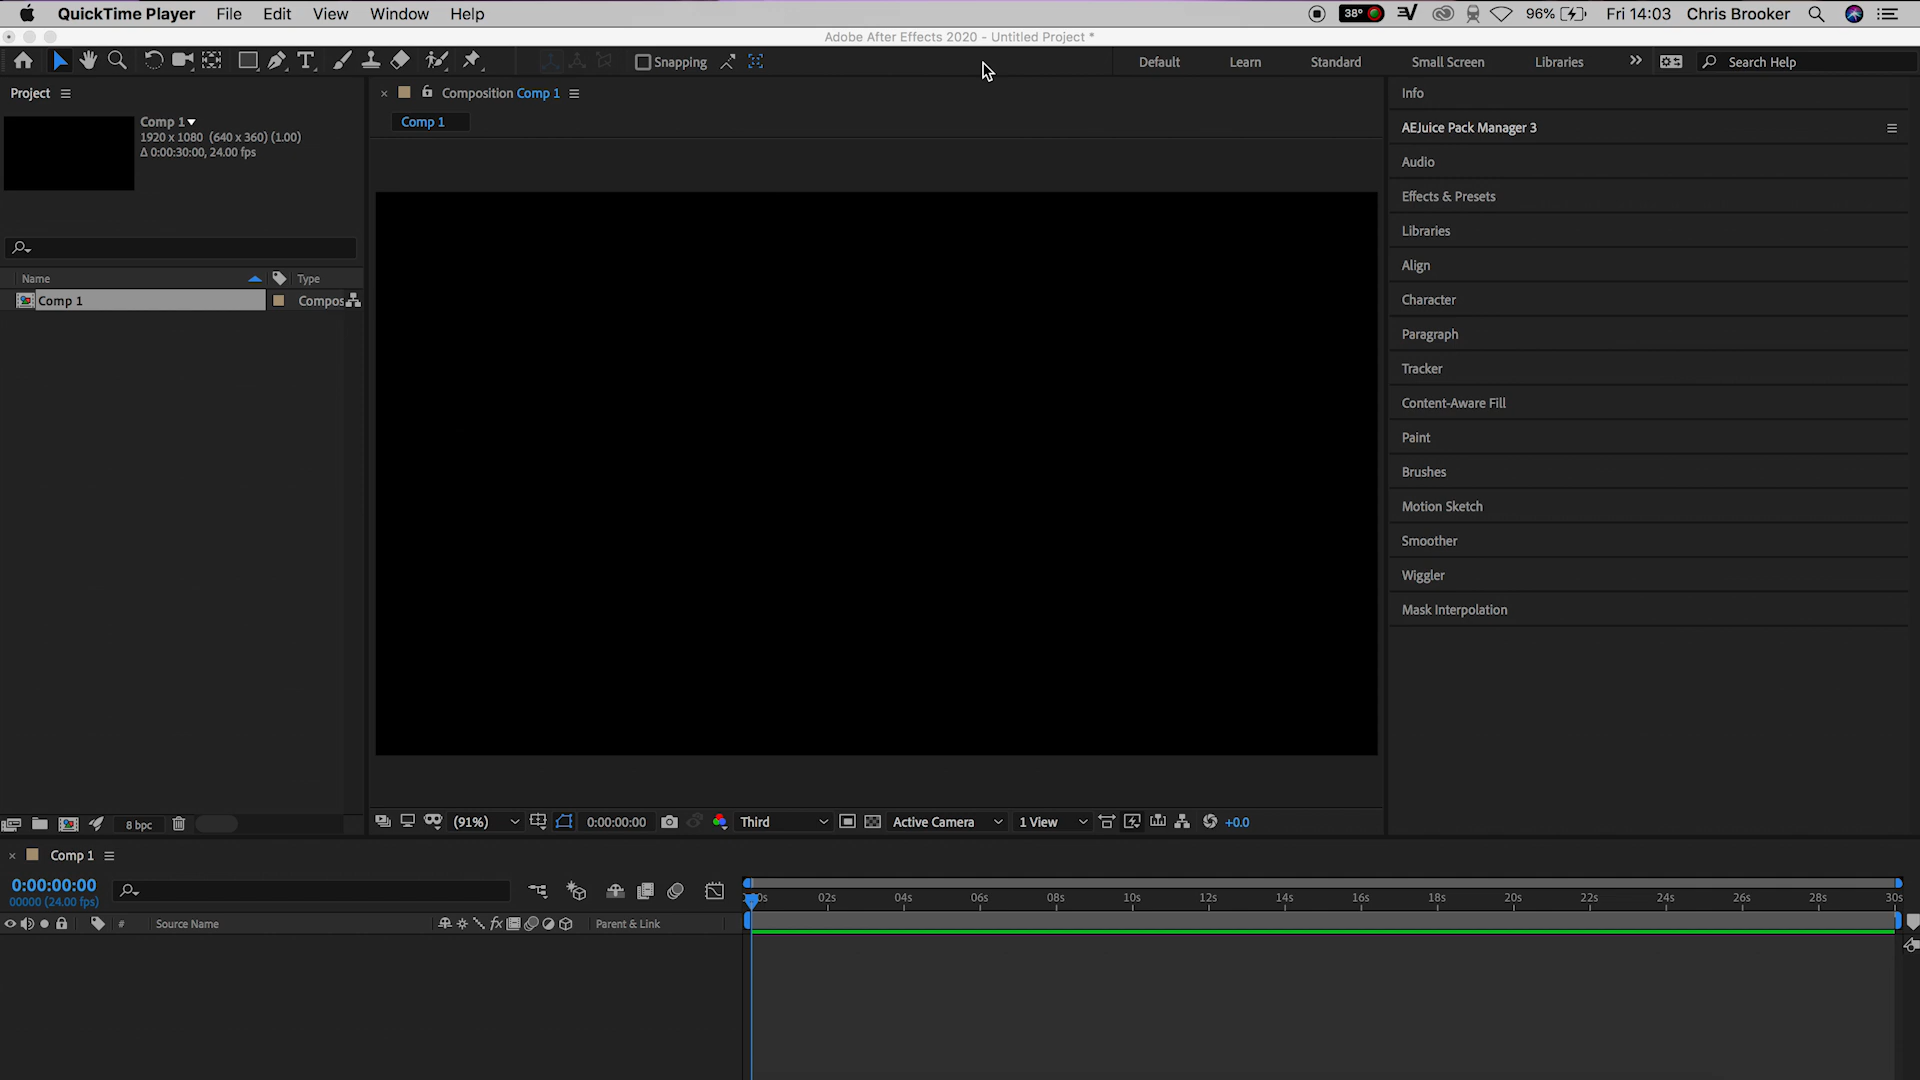 QuickTime Player File Edit View Window Help 38° 96% Fri 14:03 Chris Brooker
Adobe After Effects 2020 - Untitled Project *
Snapping Default Learn Standard Small Screen Libraries Search Help
Project
Composition Comp 1
Comp 1
Comp 1
1920 x 1080 (640 x 360) (1.00)
Δ 0:00:30:00, 24.00 fps
Name Type
Comp 1 Compos
8 bpc
Info
AEJuice Pack Manager 3
Audio
Effects & Presets
Libraries
Align
Character
Paragraph
Tracker
Content-Aware Fill
Paint
Brushes
Motion Sketch
Smoother
Wiggler
Mask Interpolation
(91%) 0:00:00:00 Third Active Camera 1 View +0.0
Comp 1
0:00:00:00
00000 (24.00 fps)
# Source Name fx Parent & Link
02s 04s 06s 08s 10s 12s 14s 16s 18s 20s 22s 24s 26s 28s 30s